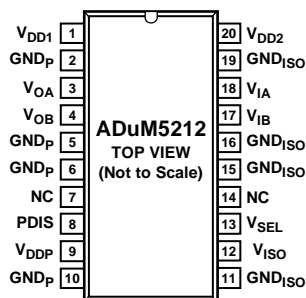 VDD1 1 20 VDD2
GNDP 2 19 GNDISO
VOA 3 18 VIA
VOB 4 17 VIB
GNDP 5 16 GNDISO
GNDP 6 15 GNDISO
NC 7 14 NC
PDIS 8 13 VSEL
VDDP 9 12 VISO
GNDP 10 11 GNDISO
ADuM5212
TOP VIEW
(Not to Scale)